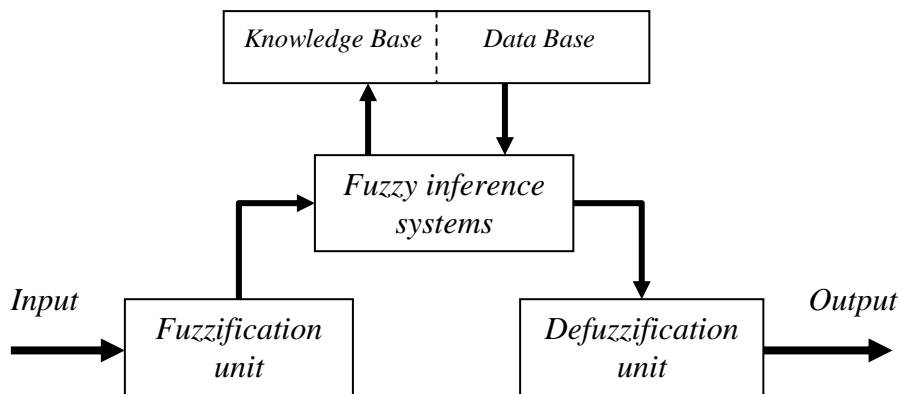 Knowledge Base
Data Base
Fuzzy inference
systems
Input
Fuzzification
unit
Defuzzification
unit
Output